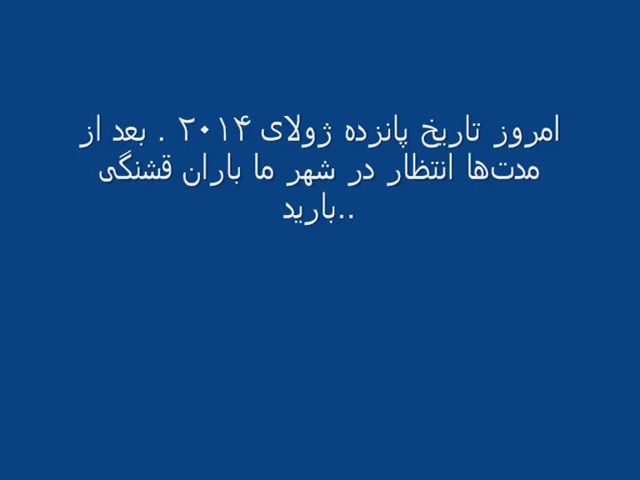 امروز تاریخ پانزده ژولای ۲۰۱۴ . بعد از
مدت‌ها انتظار در شهر ما باران قشنگی
بارید..